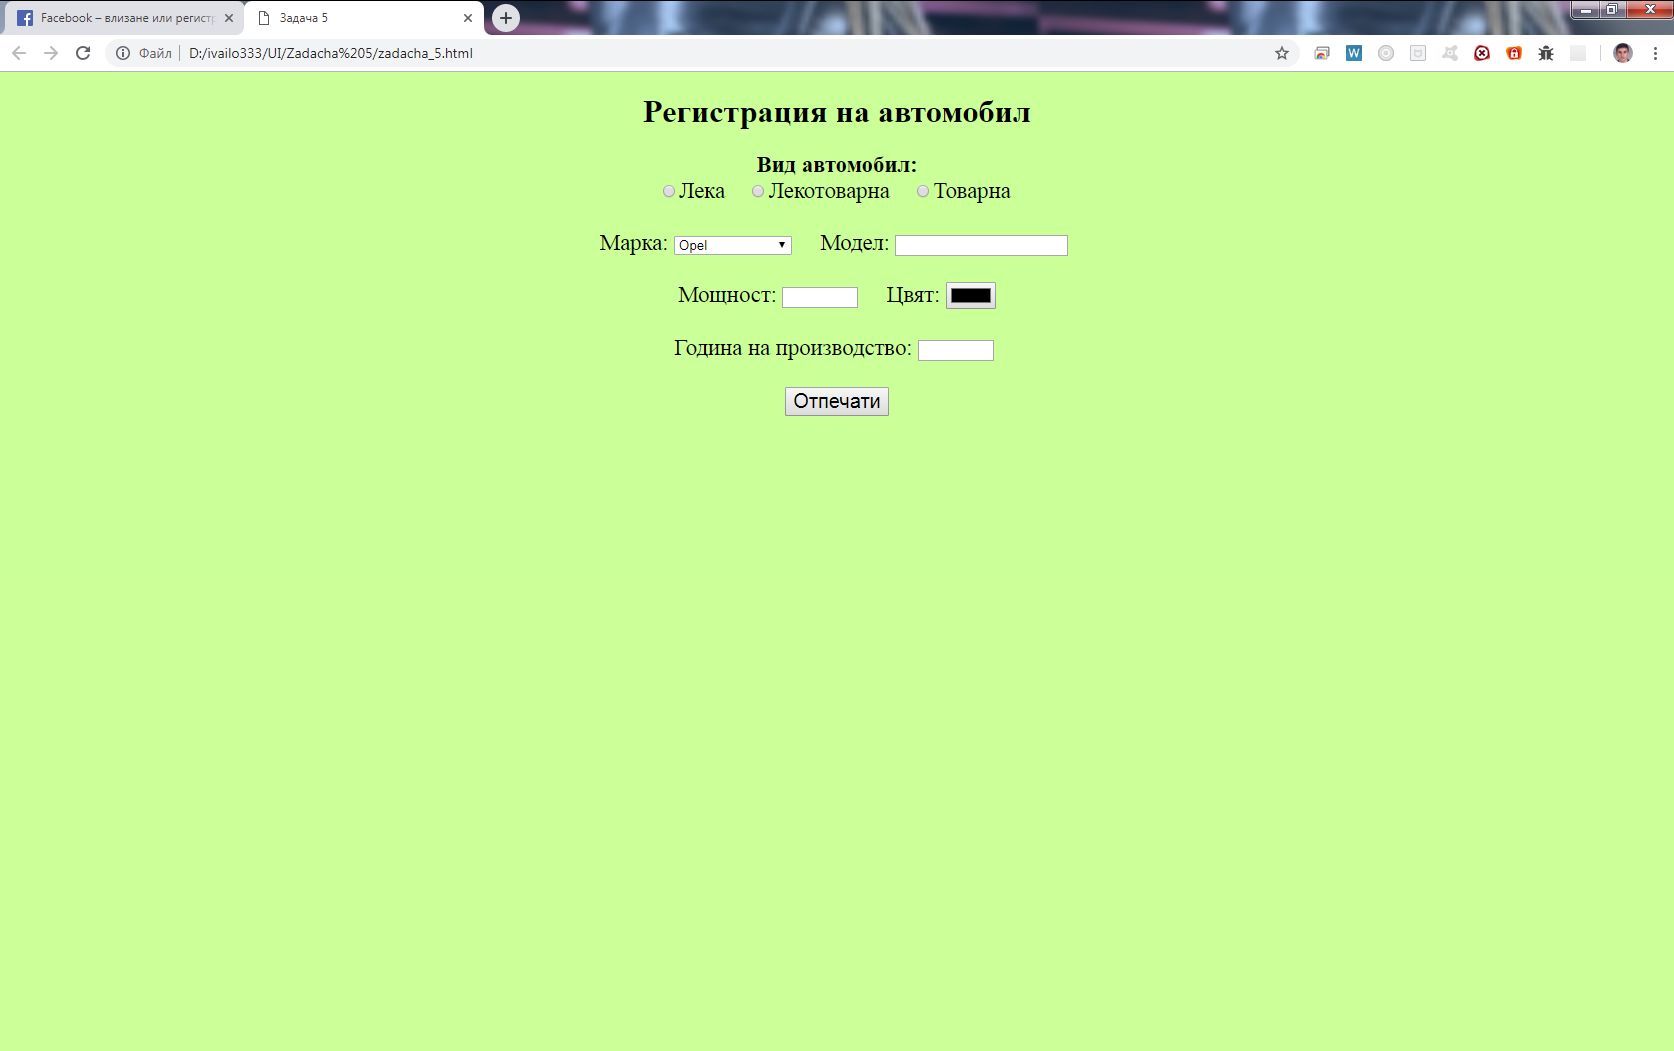 Facebook – влизане или регистр
Задача 5
Файл D:/ivailo333/UI/Zadacha%205/zadacha_5.html
W
Регистрация на автомобил
Вид автомобил:
Лека Лекотоварна Товарна
Марка: Opel Модел:
Мощност: Цвят:
Година на производство:
Отпечати